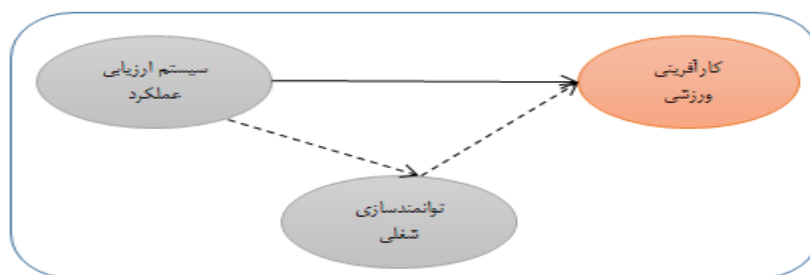 سیستم ارزیابی
عملکرد
کارآفرینی
ورزشی
توانمندسازی
شغلی